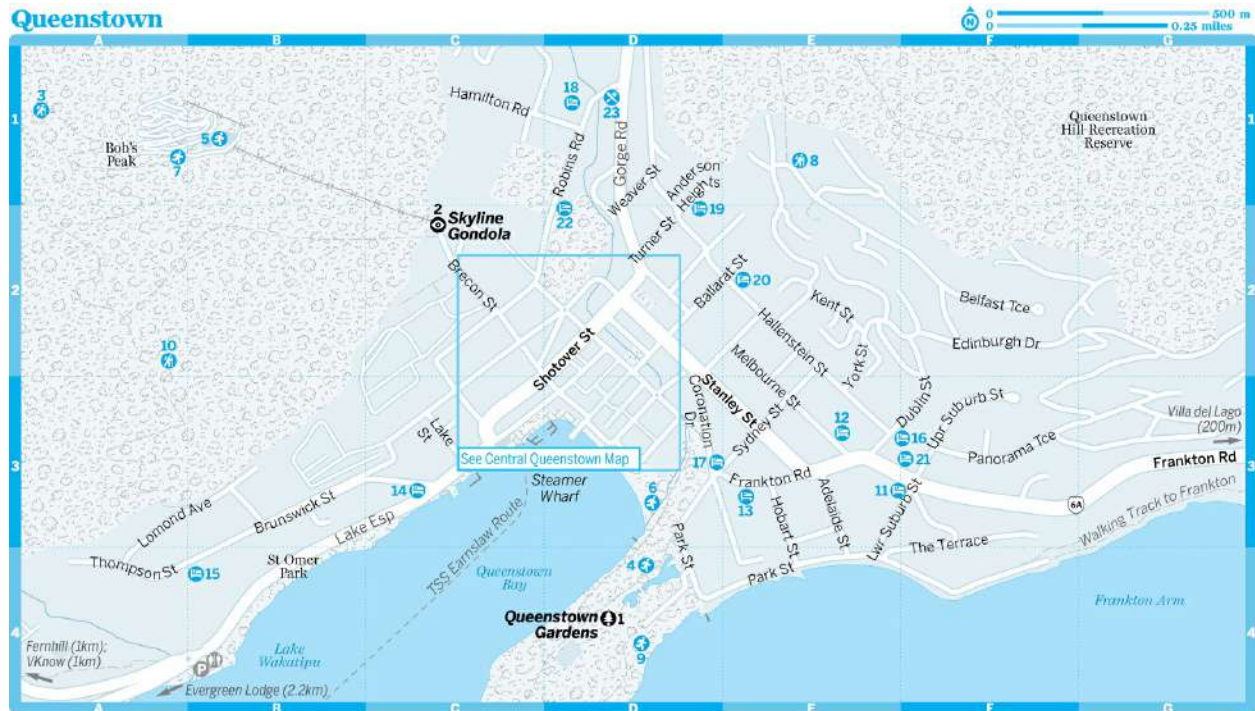 Queenstown
N
0 500 m
0 0.25 miles
A B C D E F G
1
3
Bob's
Peak
5
7
Hamilton Rd
18
23
Robins Rd
Gorge Rd
Weaver St
Anderson
Heights
19
22
8
Queenstown
Hill Recreation
Reserve
1
2
2
Skyline
Gondola
Turner St
Brecon St
Ballarat St
20
Kent St
Hallenstein St
Belfast Tce
Edinburgh Dr
York St
2
10
Shotover St
Melbourne St
Stanley St
Coronation
Dr
Sydney St
12
Dublin St
Upr Suburb St
16
21
Panorama Tce
Villa del Lago
(200m)
Frankton Rd
3
Lake
St
See Central Queenstown Map
Steamer
Wharf
17
Frankton Rd
11
14
6
13
Hobart St
Adelaide St
Lwr Suburb St
6A
Walking Track to Frankton
3
Lomond Ave
Brunswick St
Lake Esp
TSS Earnslaw Route
Park St
The Terrace
Thompson St
15
St Omer
Park
Queenstown
Bay
4
Park St
Frankton Arm
Queenstown
Gardens
1
9
4
Fernhill (1km);
VKnow (1km)
Lake
Wakatipu
P
Evergreen Lodge (2.2km)
4
A B C D E F G